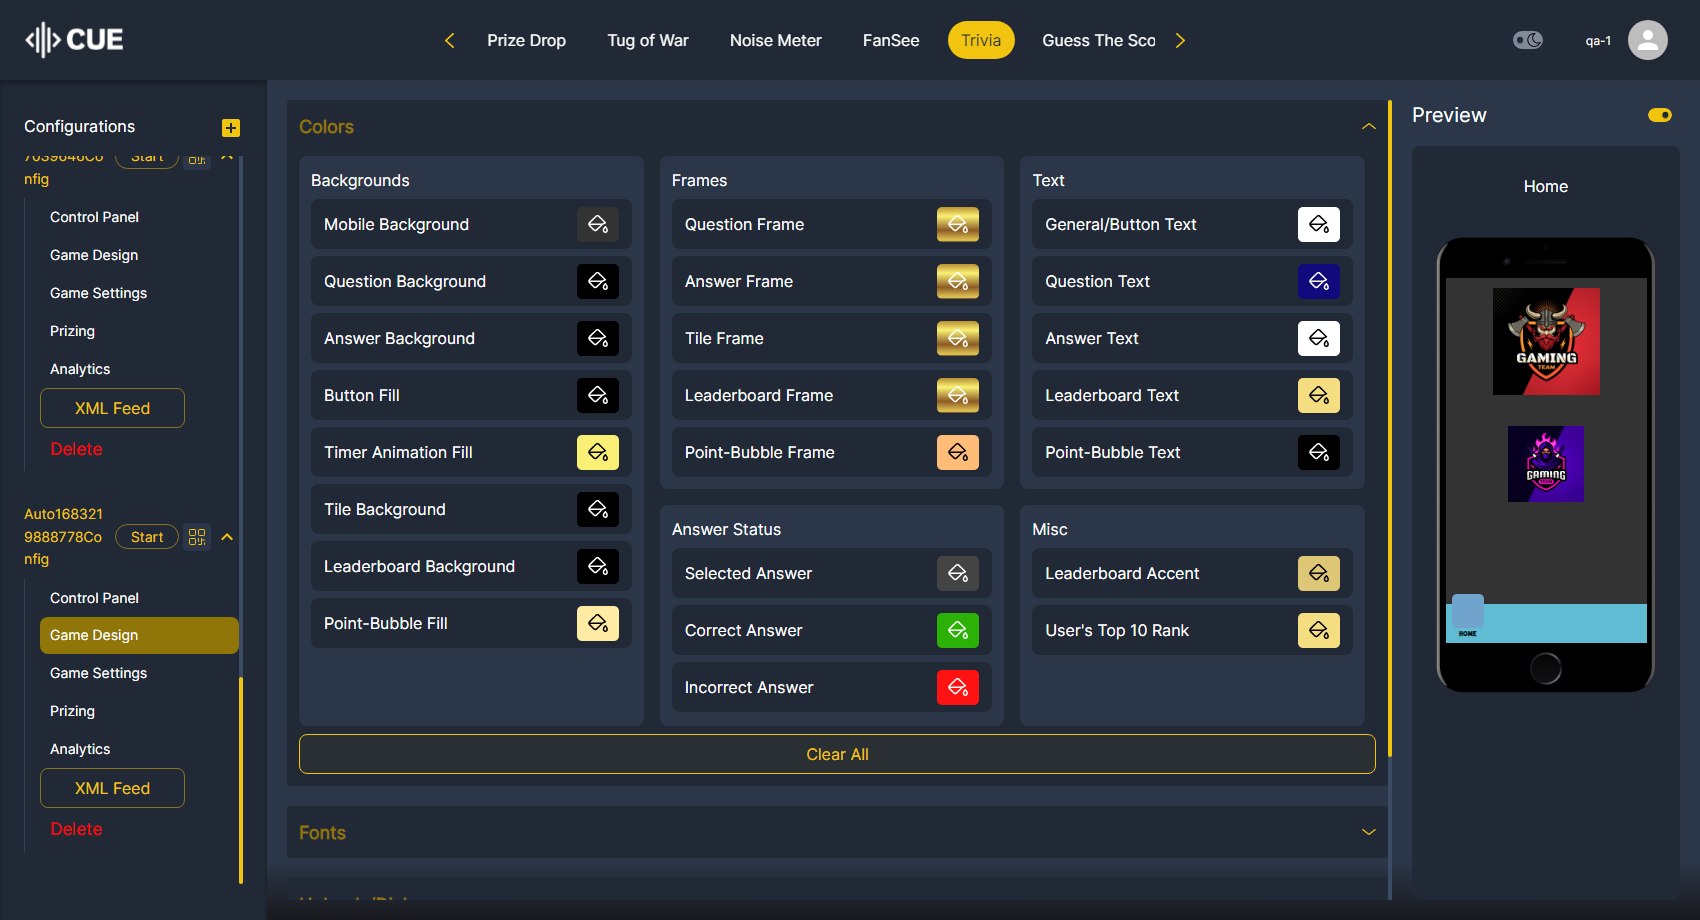 CUE
Prize Drop
Tug of War
Noise Meter
FanSee
Trivia
Guess The Sco
qa-1
Configurations
7039646Co
nfig
Start
Control Panel
Game Design
Game Settings
Prizing
Analytics
XML Feed
Delete
Auto168321
9888778Co
nfig
Start
Control Panel
Game Design
Game Settings
Prizing
Analytics
XML Feed
Delete
Colors
Backgrounds
Mobile Background
Question Background
Answer Background
Button Fill
Timer Animation Fill
Tile Background
Leaderboard Background
Point-Bubble Fill
Frames
Question Frame
Answer Frame
Tile Frame
Leaderboard Frame
Point-Bubble Frame
Text
General/Button Text
Question Text
Answer Text
Leaderboard Text
Point-Bubble Text
Answer Status
Selected Answer
Correct Answer
Incorrect Answer
Misc
Leaderboard Accent
User's Top 10 Rank
Clear All
Fonts
Preview
Home
GAMING
TEAM
GAMING
TEAM
HOME